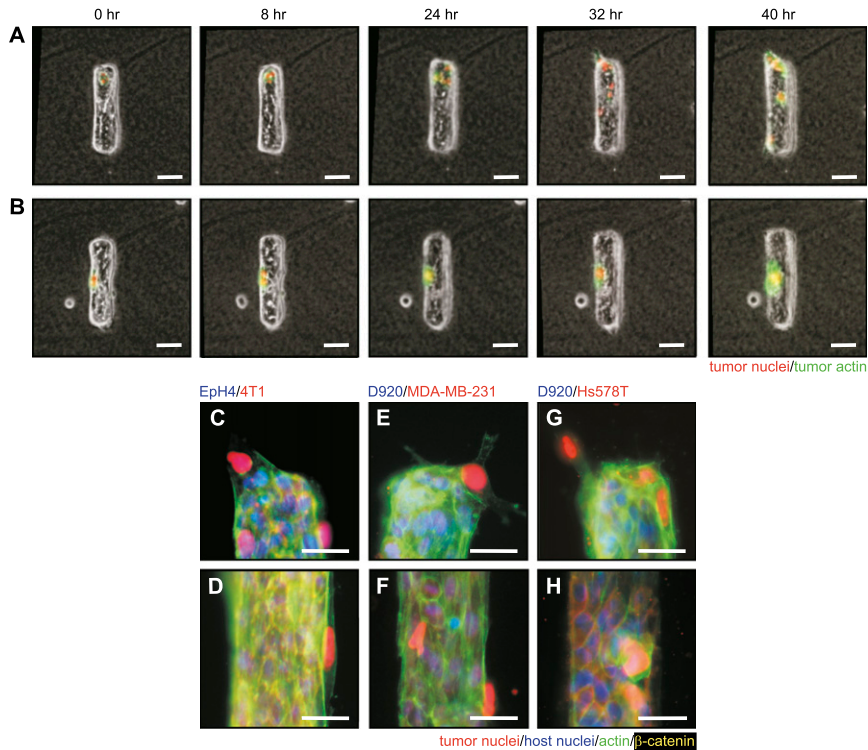 0 hr 8 hr 24 hr 32 hr 40 hr
A
B
tumor nuclei/tumor actin
EpH4/4T1 D920/MDA-MB-231 D920/Hs578T
C E G
D F H
tumor nuclei/host nuclei/actin/β-catenin